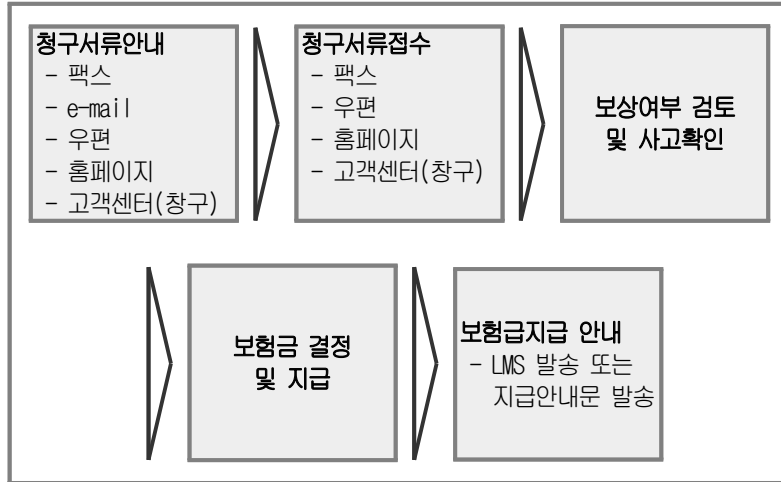 청구서류안내
- 팩스
- e-mail
- 우편
- 홈페이지
- 고객센터(창구)
청구서류접수
- 팩스
- 우편
- 홈페이지
- 고객센터(창구)
보상여부 검토
및 사고확인
보험금 결정
및 지급
보험급지급 안내
- LMS 발송 또는
지급안내문 발송